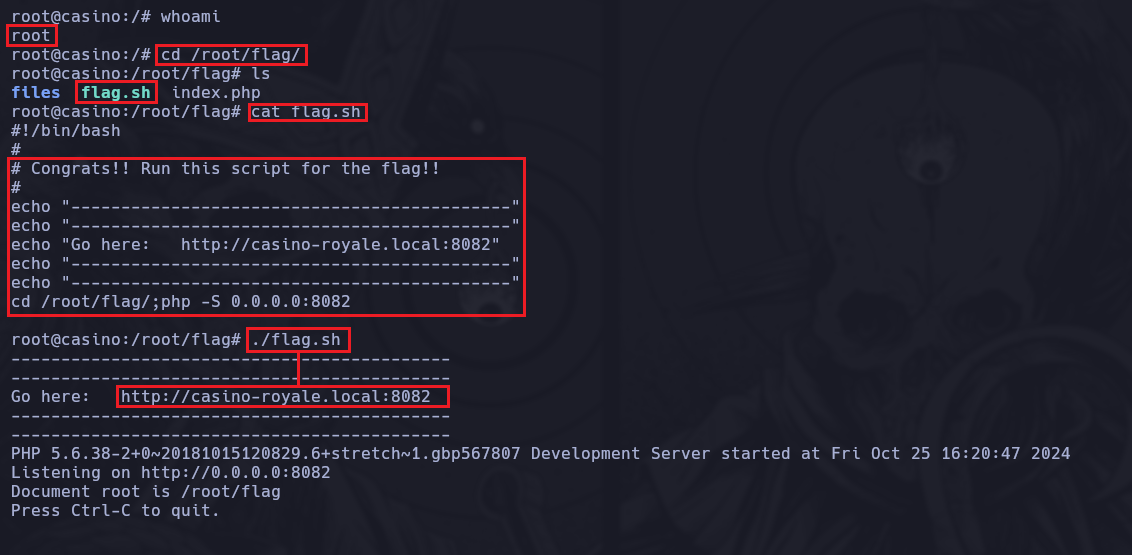 root@casino:/# whoami
root
root@casino:/# cd /root/flag/
root@casino:/root/flag# ls
files  flag.sh  index.php
root@casino:/root/flag# cat flag.sh
#!/bin/bash
#
# Congrats!! Run this script for the flag!!
#
echo "--------------------------------------------"
echo "--------------------------------------------"
echo "Go here:   http://casino-royale.local:8082"
echo "--------------------------------------------"
echo "--------------------------------------------"
cd /root/flag/;php -S 0.0.0.0:8082
root@casino:/root/flag# ./flag.sh
--------------------------------------------
--------------------------------------------
Go here:   http://casino-royale.local:8082
--------------------------------------------
--------------------------------------------
PHP 5.6.38-2+0~20181015120829.6+stretch~1.gbp567807 Development Server started at Fri Oct 25 16:20:47 2024
Listening on http://0.0.0.0:8082
Document root is /root/flag
Press Ctrl-C to quit.